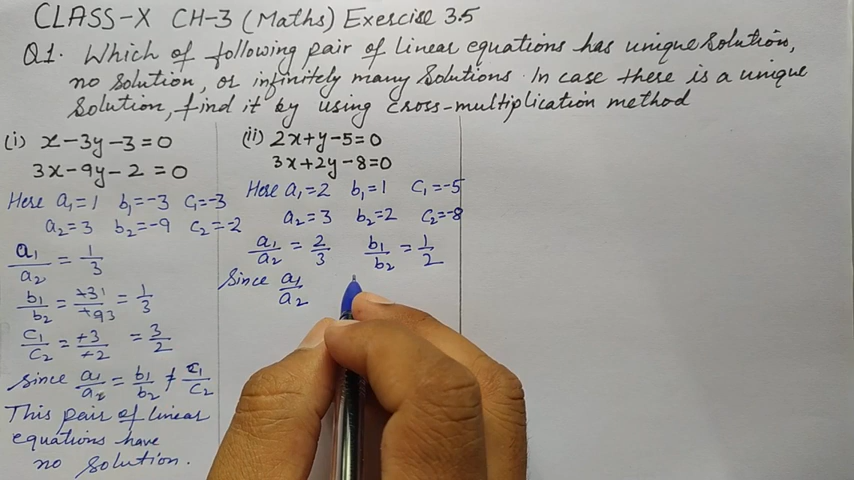 CLASS-X CH-3 (Maths) Exercise 3.5
Q1. Which of following pair of linear equations has unique solution,
no solution, or infinitely many solutions. In case there is a unique
solution, find it by using cross-multiplication method
(i) x-3y-3=0
3x-9y-2=0
Here a₁=1 b₁=-3 c₁=-3
a₂=3 b₂=-9 c₂=-2
a₁/a₂ = 1/3
b₁/b₂ = +3/+9 = 1/3
c₁/c₂ = +3/+2 = 3/2
Since a₁/a₂ = b₁/b₂ ≠ c₁/c₂
This pair of linear
equations have
no solution.
(ii) 2x+y-5=0
3x+2y-8=0
Here a₁=2 b₁=1 c₁=-5
a₂=3 b₂=2 c₂=-8
a₁/a₂ = 2/3 b₁/b₂ = 1/2
Since a₁/a₂